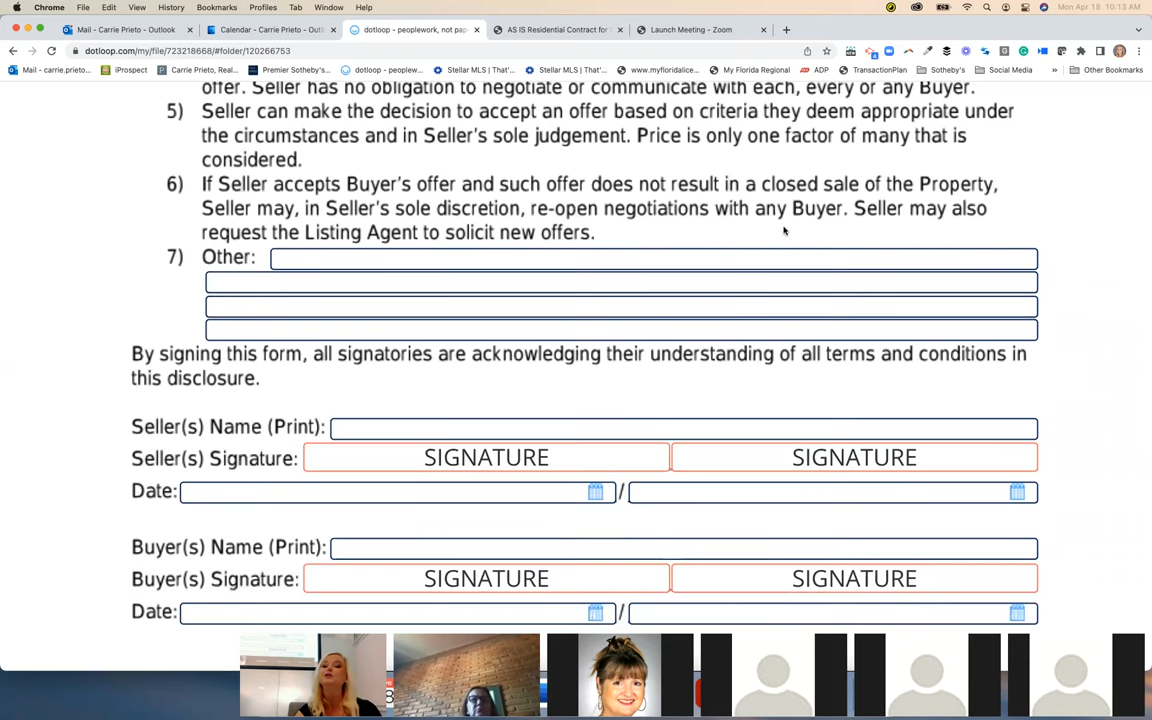 Chrome File Edit View History Bookmarks Profiles Tab Window Help Mon Apr 18 10:13 AM
Mail - Carrie Prieto - Outlook × Calendar - Carrie Prieto - Outl × dotloop - peoplework, not pap × AS IS Residential Contract for × Launch Meeting - Zoom × +
dotloop.com/my/file/723218668/#folder/120266753
Mail - carrie.prieto... iProspect Carrie Prieto, Real... Premier Sotheby's... dotloop - peoplew... Stellar MLS | That'... Stellar MLS | That'... www.myfloridalice... My Florida Regional ADP TransactionPlan Sotheby's Social Media » Other Bookmarks
offer. Seller has no obligation to negotiate or communicate with each, every or any Buyer.
5) Seller can make the decision to accept an offer based on criteria they deem appropriate under
the circumstances and in Seller's sole judgement. Price is only one factor of many that is
considered.
6) If Seller accepts Buyer's offer and such offer does not result in a closed sale of the Property,
Seller may, in Seller's sole discretion, re-open negotiations with any Buyer. Seller may also
request the Listing Agent to solicit new offers.
7) Other:
By signing this form, all signatories are acknowledging their understanding of all terms and conditions in
this disclosure.
Seller(s) Name (Print):
Seller(s) Signature: SIGNATURE SIGNATURE
Date: /
Buyer(s) Name (Print):
Buyer(s) Signature: SIGNATURE SIGNATURE
Date: /